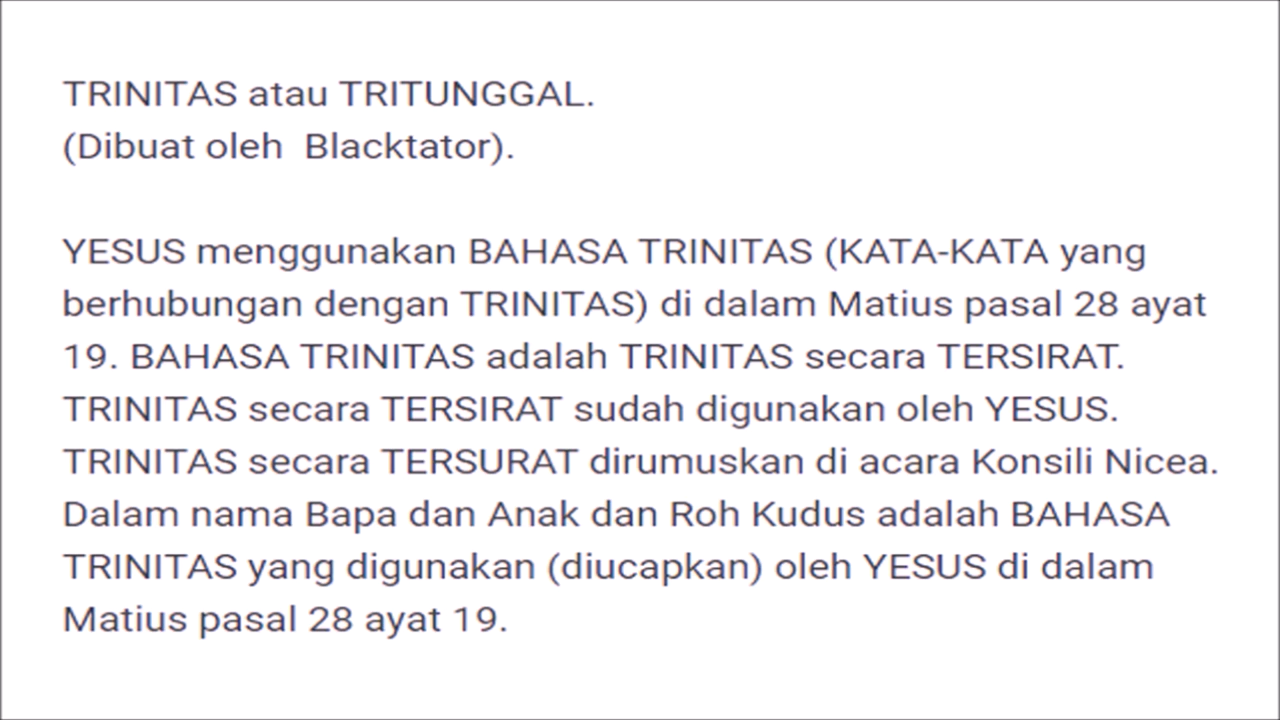 TRINITAS atau TRITUNGGAL.
(Dibuat oleh  Blacktator).
YESUS menggunakan BAHASA TRINITAS (KATA-KATA yang
berhubungan dengan TRINITAS) di dalam Matius pasal 28 ayat
19. BAHASA TRINITAS adalah TRINITAS secara TERSIRAT.
TRINITAS secara TERSIRAT sudah digunakan oleh YESUS.
TRINITAS secara TERSURAT dirumuskan di acara Konsili Nicea.
Dalam nama Bapa dan Anak dan Roh Kudus adalah BAHASA
TRINITAS yang digunakan (diucapkan) oleh YESUS di dalam
Matius pasal 28 ayat 19.